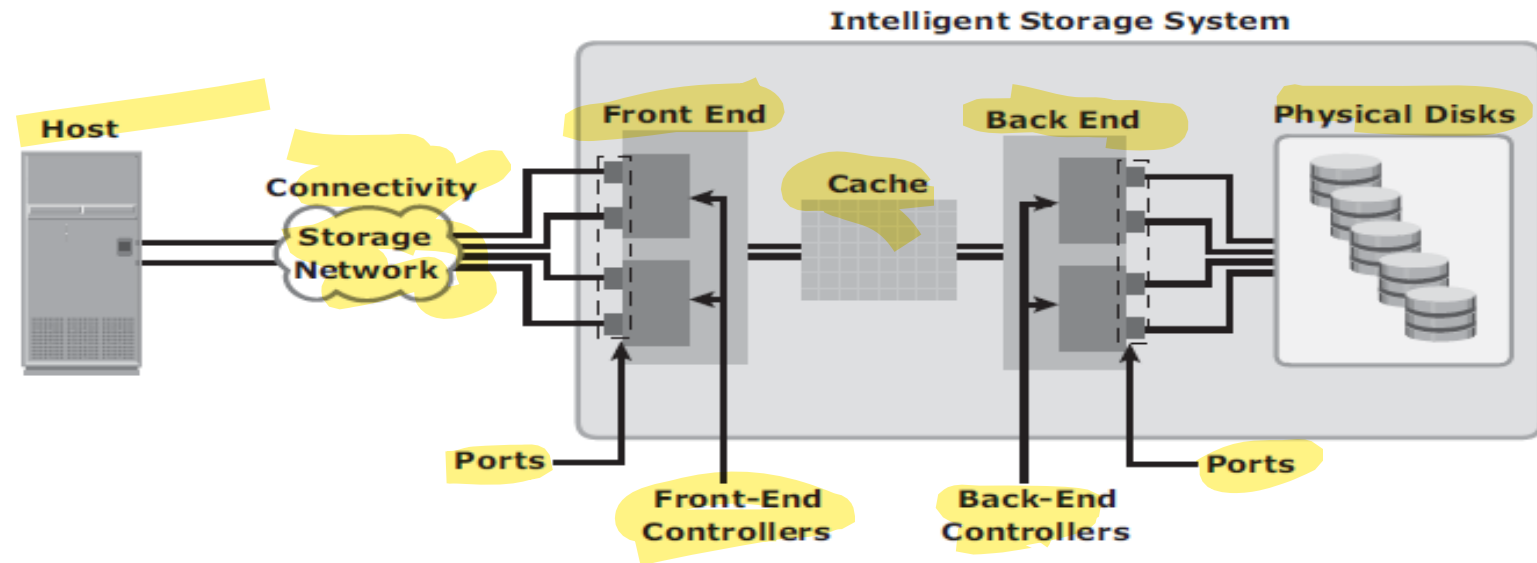 Intelligent Storage System
Host
Connectivity
Storage
Network
Front End
Cache
Back End
Physical Disks
Ports
Front-End
Controllers
Back-End
Controllers
Ports